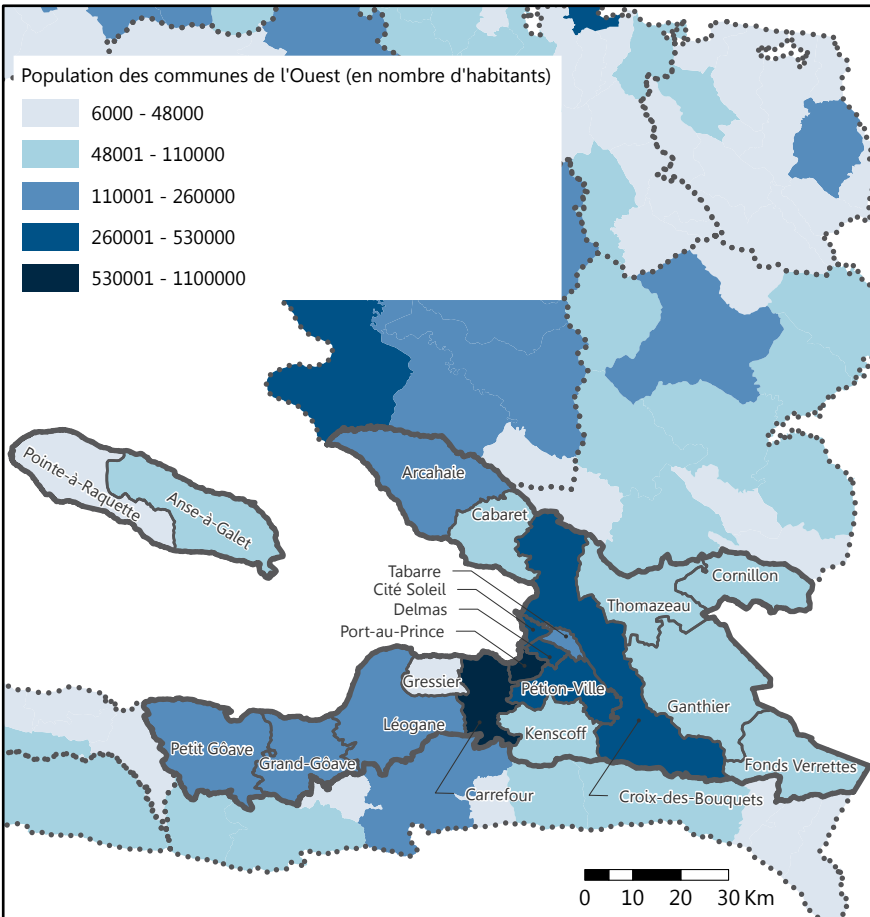 Population des communes de l'Ouest (en nombre d'habitants)
6000 - 48000
48001 - 110000
110001 - 260000
260001 - 530000
530001 - 1100000
Pointe-à-Raquette
Anse-à-Galet
Arcahaie
Cabaret
Tabarre
Cité Soleil
Delmas
Port-au-Prince
Cornillon
Thomazeau
Gressier
Pétion-Ville
Ganthier
Léogane
Kenscoff
Petit Gôave
Grand-Gôave
Fonds Verrettes
Carrefour
Croix-des-Bouquets
0 10 20 30 Km